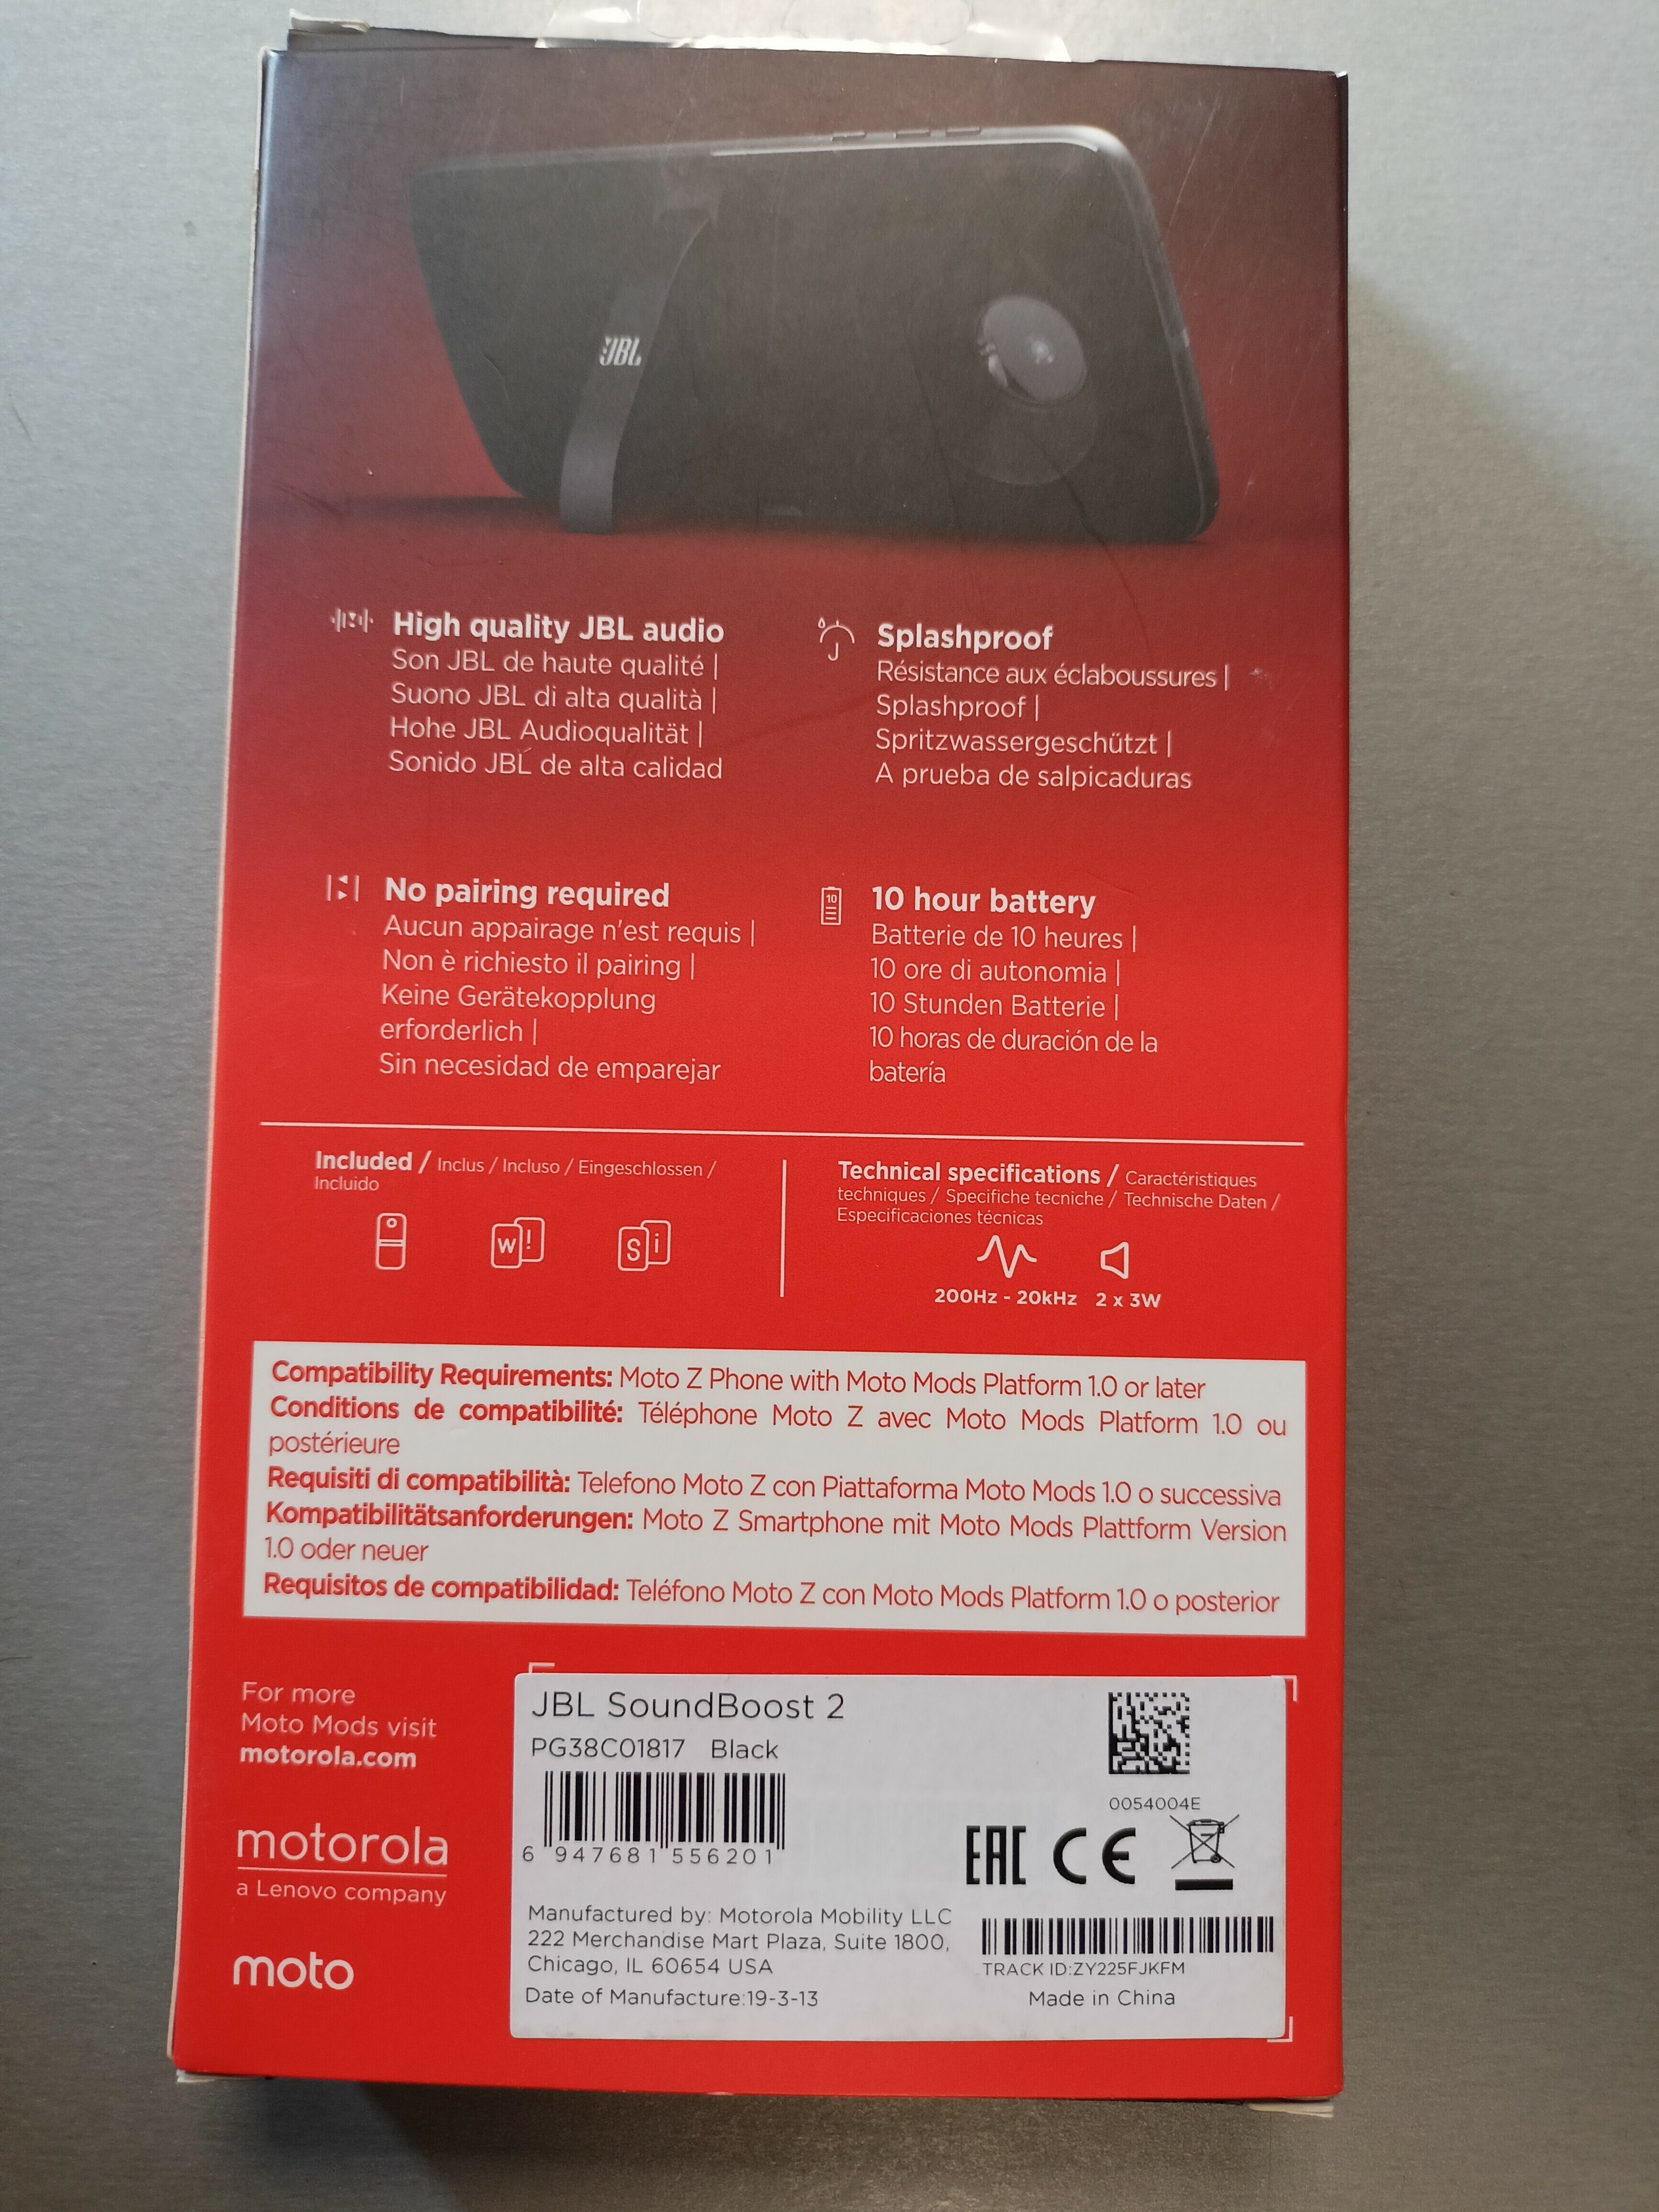 JBL
High quality JBL audio
Son JBL de haute qualité |
Suono JBL di alta qualità |
Hohe JBL Audioqualität |
Sonido JBL de alta calidad
Splashproof
Résistance aux éclaboussures |
Splashproof |
Spritzwassergeschützt |
A prueba de salpicaduras
No pairing required
Aucun appairage n'est requis |
Non è richiesto il pairing |
Keine Gerätekopplung
erforderlich |
Sin necesidad de emparejar
10
10 hour battery
Batterie de 10 heures |
10 ore di autonomia |
10 Stunden Batterie |
10 horas de duración de la
batería
Included / Inclus / Incluso / Eingeschlossen /
Incluido
W ! S i
Technical specifications / Caractéristiques
techniques / Specifiche tecniche / Technische Daten /
Especificaciones técnicas
200Hz - 20kHz 2 x 3W
Compatibility Requirements: Moto Z Phone with Moto Mods Platform 1.0 or later
Conditions de compatibilité: Téléphone Moto Z avec Moto Mods Platform 1.0 ou
postérieure
Requisiti di compatibilità: Telefono Moto Z con Piattaforma Moto Mods 1.0 o successiva
Kompatibilitätsanforderungen: Moto Z Smartphone mit Moto Mods Plattform Version
1.0 oder neuer
Requisitos de compatibilidad: Teléfono Moto Z con Moto Mods Platform 1.0 o posterior
For more
Moto Mods visit
motorola.com
motorola
a Lenovo company
moto
JBL SoundBoost 2
PG38C01817 Black
6 947681 556201
0054004E
EAC CE
Manufactured by: Motorola Mobility LLC
222 Merchandise Mart Plaza, Suite 1800,
Chicago, IL 60654 USA
Date of Manufacture:19-3-13
TRACK ID:ZY225FJKFM
Made in China